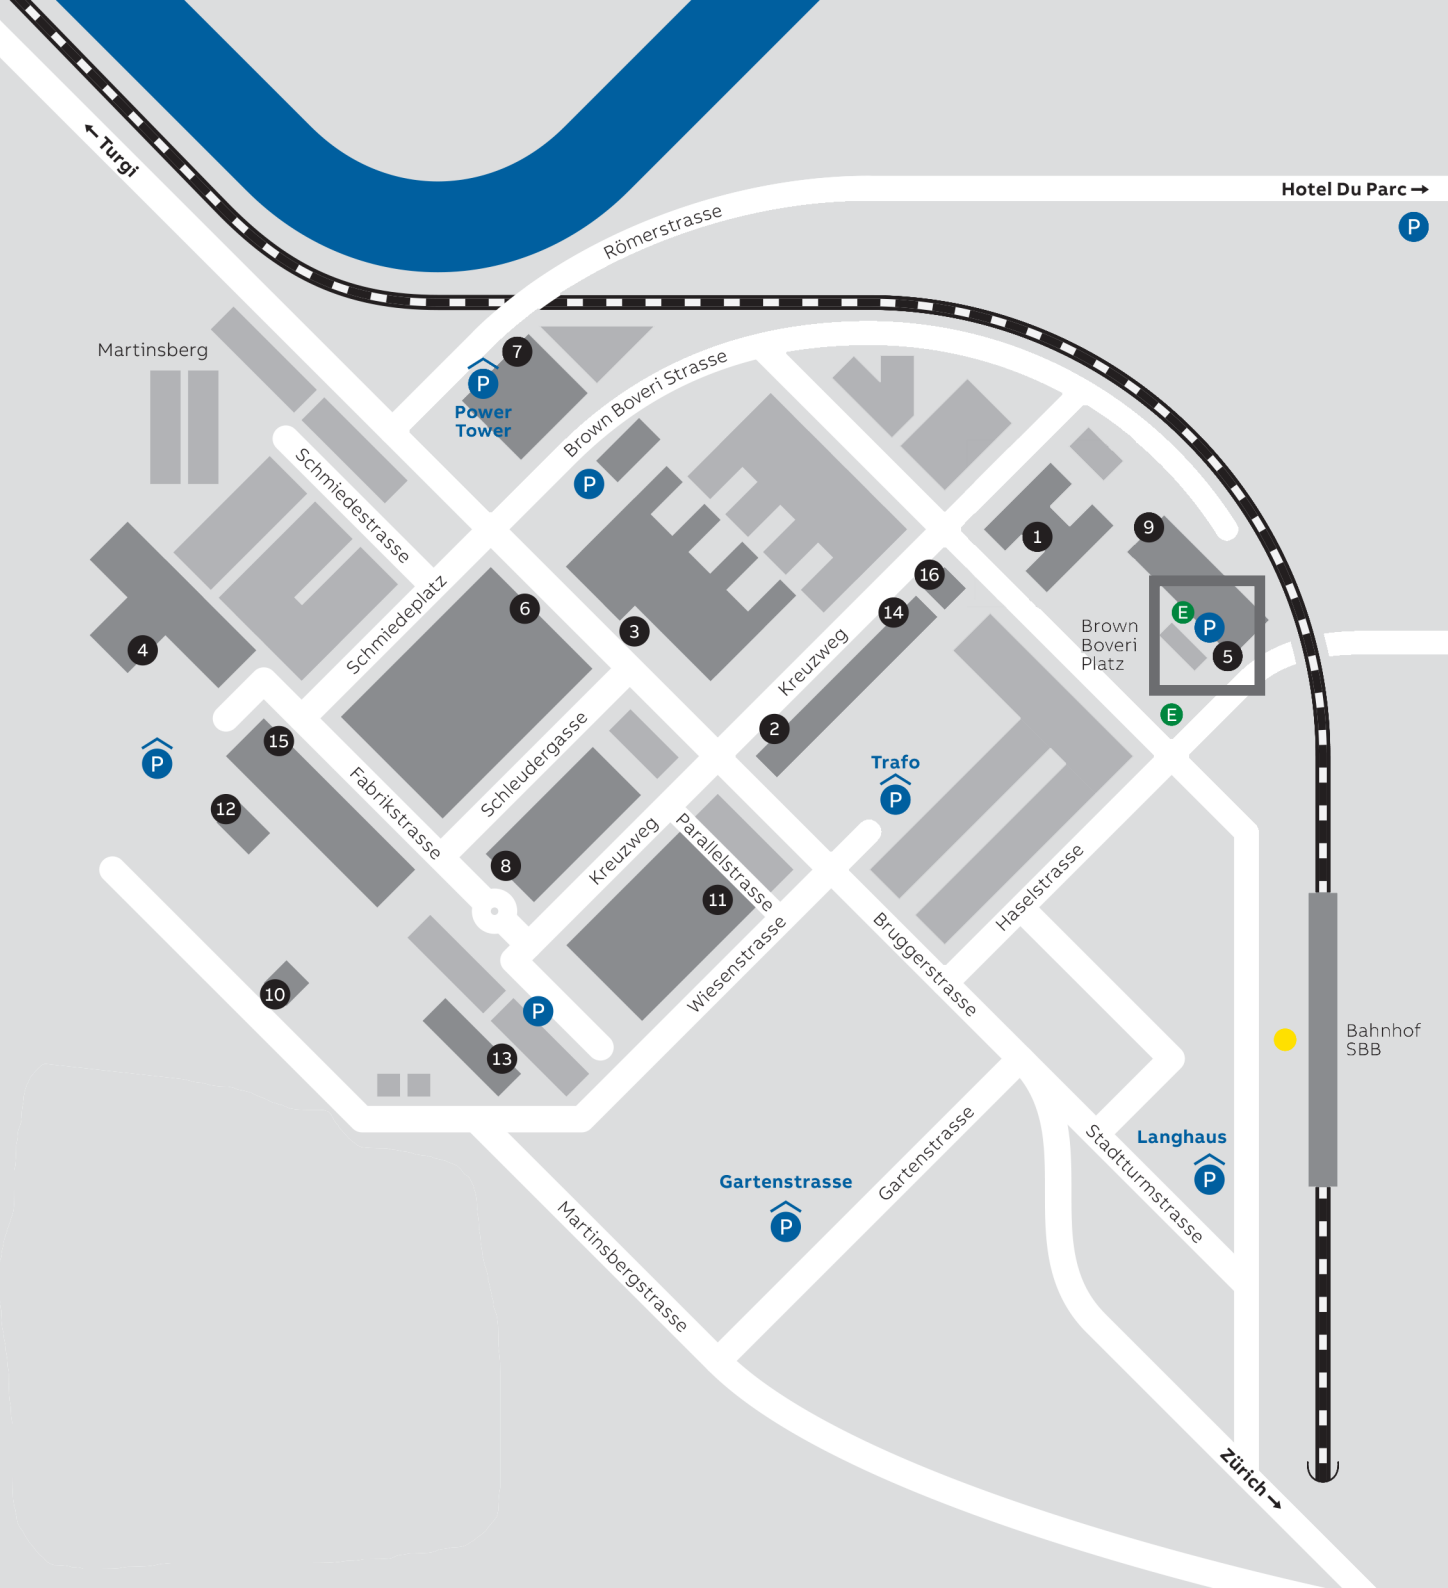 ← Turgi
Hotel Du Parc →
P
Römerstrasse
Martinsberg
7
P
Power
Tower
Brown Boveri Strasse
P
Schmiedestrasse
1
9
16
E
P
5
Brown
Boveri
Platz
E
14
6
3
Schmiedeplatz
4
Kreuzweg
2
15
P
Schleudergasse
Trafo
P
12
Fabrikstrasse
Kreuzweg
Parallelstrasse
8
11
Haselstrasse
Wiesenstrasse
Bruggerstrasse
10
P
13
Bahnhof
SBB
Gartenstrasse
Stadtturmstrasse
Langhaus
P
Gartenstrasse
P
Martinsbergstrasse
Zürich →